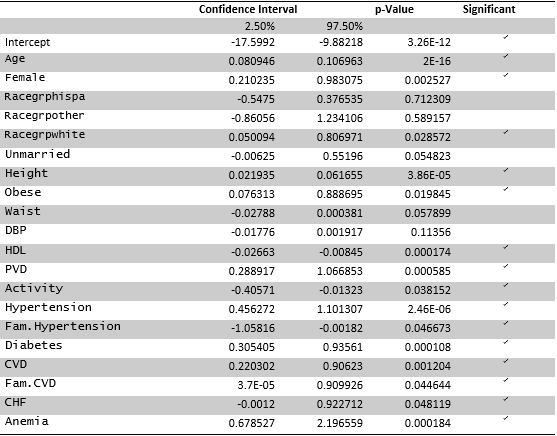 Confidence Interval p-Value Significant
2.50% 97.50%
Intercept -17.5992 -9.88218 3.26E-12 ✓
Age 0.080946 0.106963 2E-16 ✓
Female 0.210235 0.983075 0.002527 ✓
Racegrphispa -0.5475 0.376535 0.712309
Racegrpother -0.86056 1.234106 0.589157
Racegrpwhite 0.050094 0.806971 0.028572 ✓
Unmarried -0.00625 0.55196 0.054823
Height 0.021935 0.061655 3.86E-05 ✓
Obese 0.076313 0.888695 0.019845 ✓
Waist -0.02788 0.000381 0.057899
DBP -0.01776 0.001917 0.11356
HDL -0.02663 -0.00845 0.000174 ✓
PVD 0.288917 1.066853 0.000585 ✓
Activity -0.40571 -0.01323 0.038152 ✓
Hypertension 0.456272 1.101307 2.46E-06 ✓
Fam.Hypertension -1.05816 -0.00182 0.046673 ✓
Diabetes 0.305405 0.93561 0.000108 ✓
CVD 0.220302 0.90623 0.001204 ✓
Fam.CVD 3.7E-05 0.909926 0.044644 ✓
CHF -0.0012 0.922712 0.048119 ✓
Anemia 0.678527 2.196559 0.000184 ✓